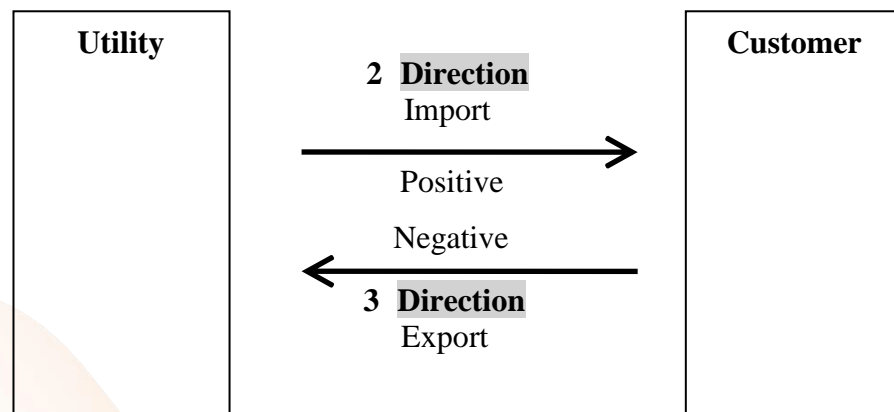 Utility
Customer
2 Direction
Import
Positive
Negative
3 Direction
Export